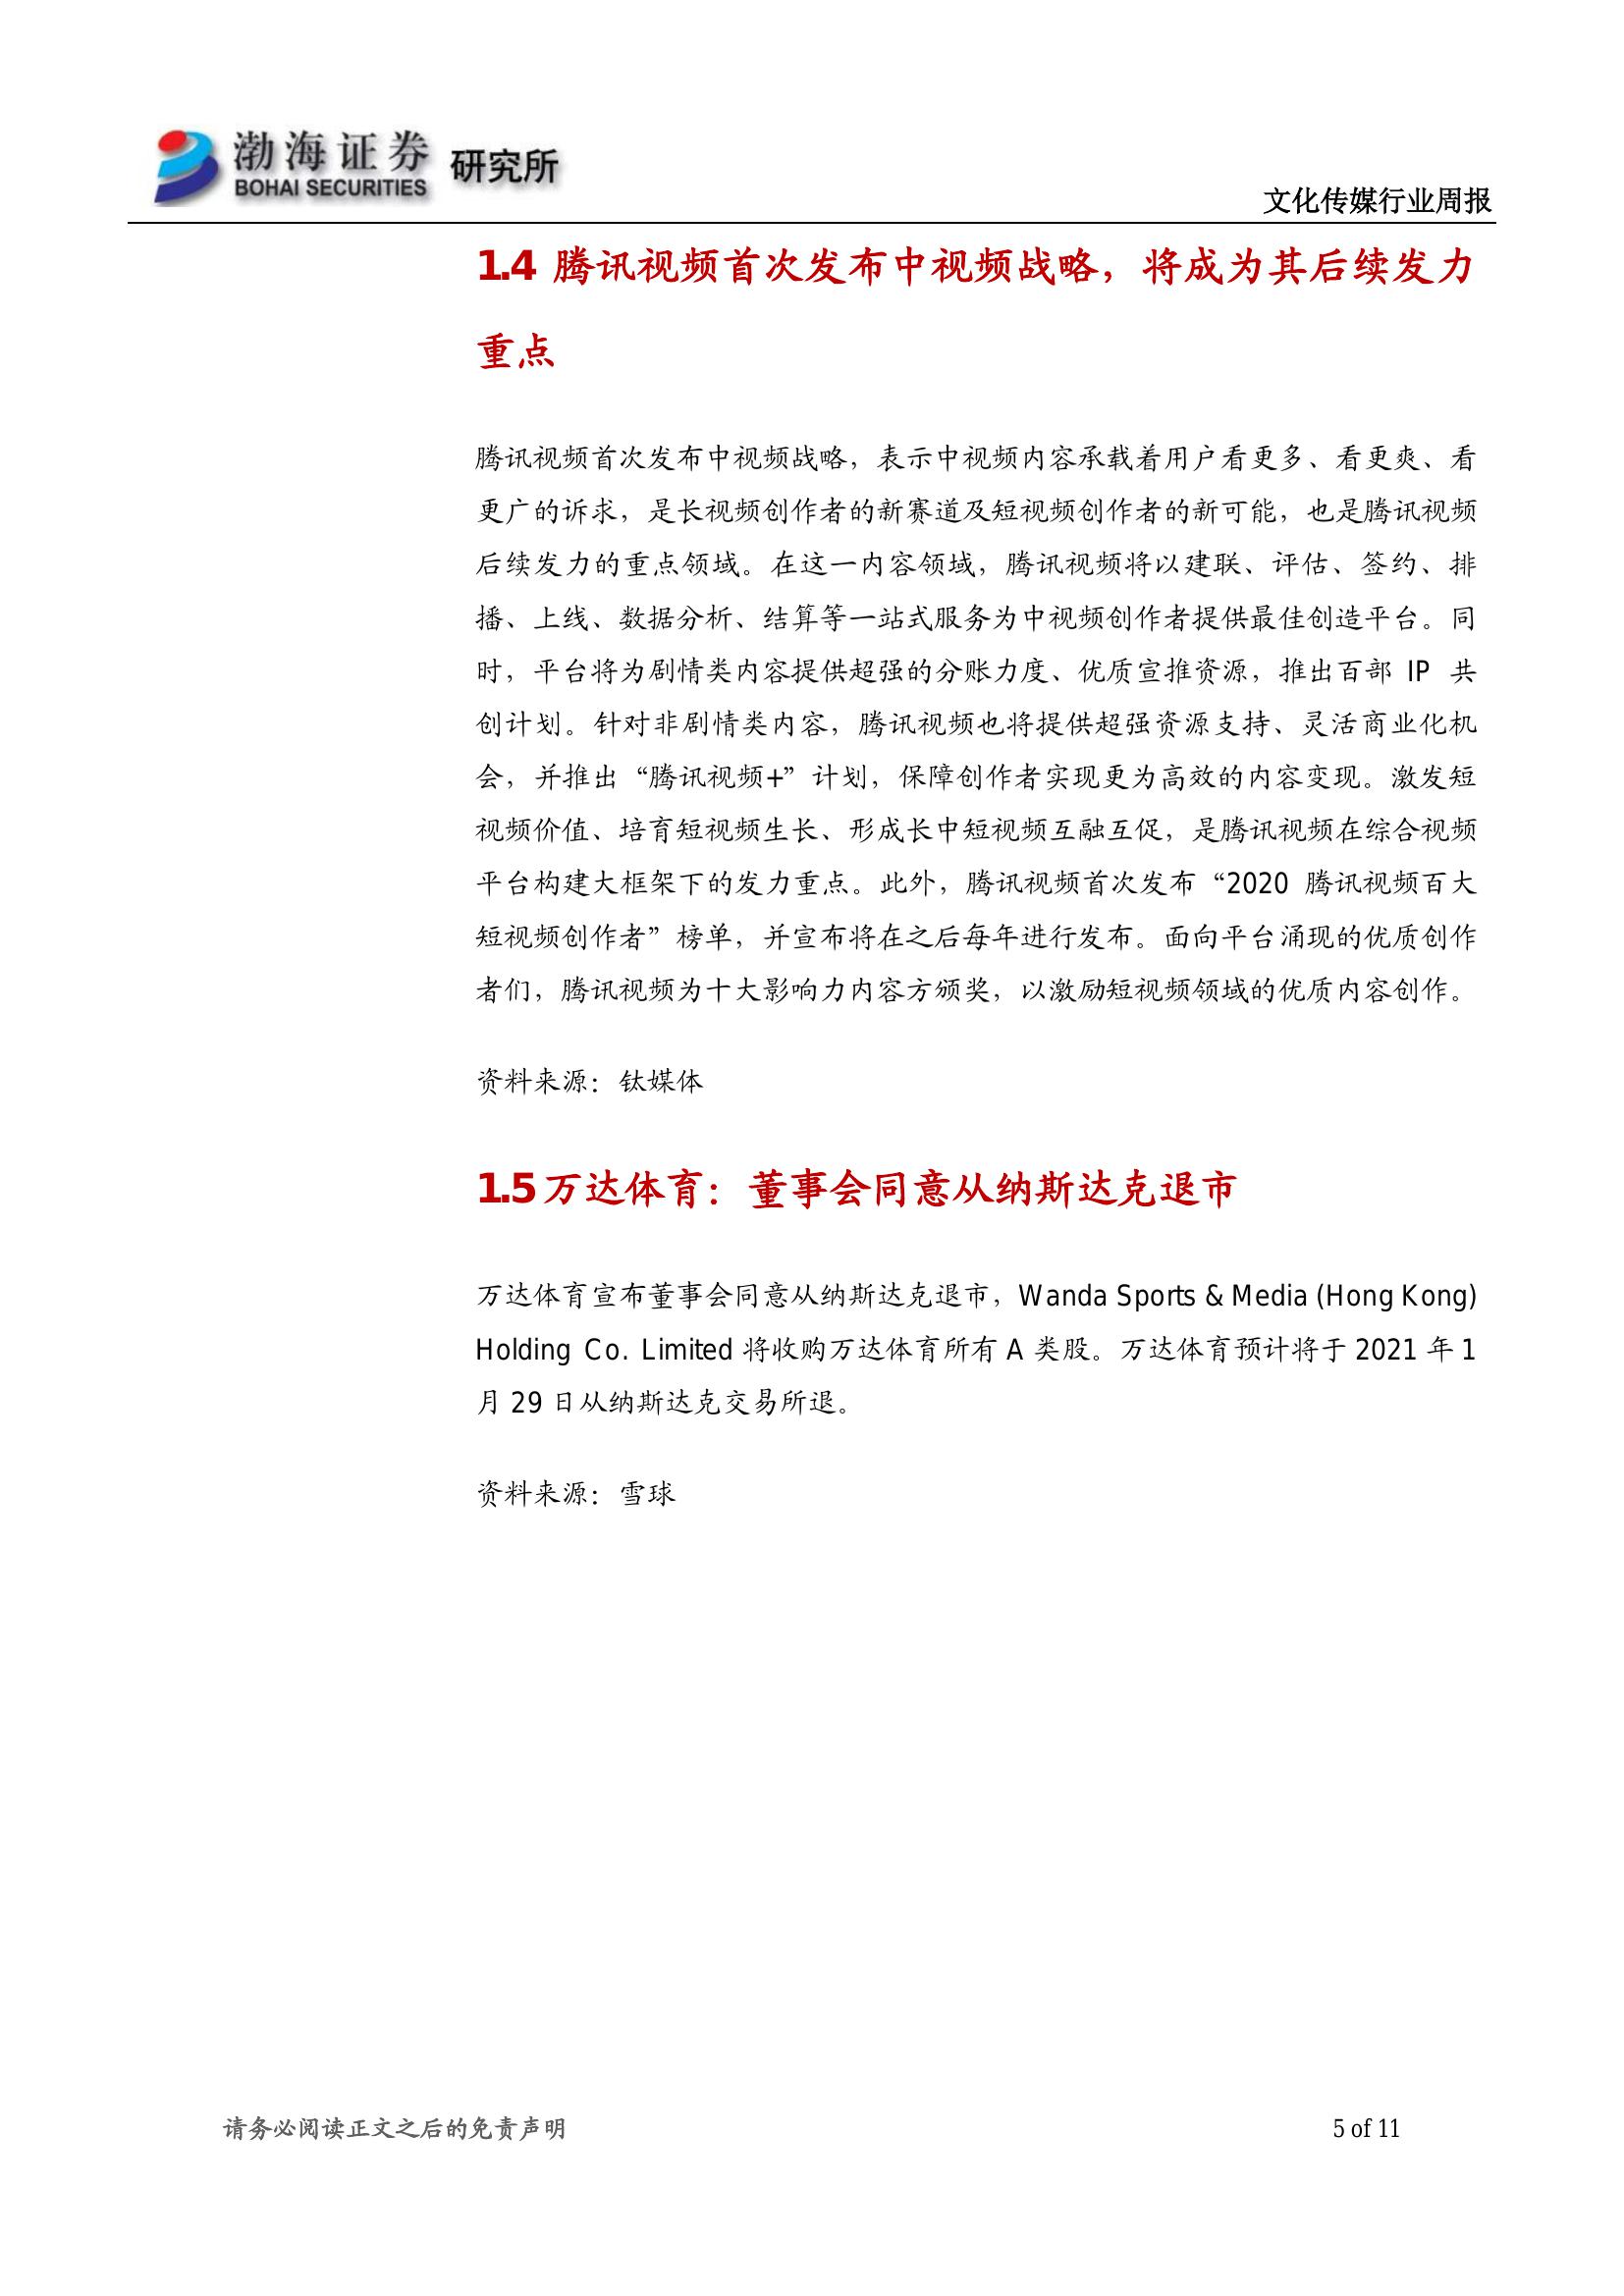 渤海证券 研究所
BOHAI SECURITIES
文化传媒行业周报
1.4 腾讯视频首次发布中视频战略，将成为其后续发力
重点
腾讯视频首次发布中视频战略，表示中视频内容承载着用户看更多、看更爽、看
更广的诉求，是长视频创作者的新赛道及短视频创作者的新可能，也是腾讯视频
后续发力的重点领域。在这一内容领域，腾讯视频将以建联、评估、签约、排
播、上线、数据分析、结算等一站式服务为中视频创作者提供最佳创造平台。同
时，平台将为剧情类内容提供超强的分账力度、优质宣推资源，推出百部 IP 共
创计划。针对非剧情类内容，腾讯视频也将提供超强资源支持、灵活商业化机
会，并推出“腾讯视频+”计划，保障创作者实现更为高效的内容变现。激发短
视频价值、培育短视频生长、形成长中短视频互融互促，是腾讯视频在综合视频
平台构建大框架下的发力重点。此外，腾讯视频首次发布“2020 腾讯视频百大
短视频创作者”榜单，并宣布将在之后每年进行发布。面向平台涌现的优质创作
者们，腾讯视频为十大影响力内容方颁奖，以激励短视频领域的优质内容创作。
资料来源：钛媒体
1.5 万达体育：董事会同意从纳斯达克退市
万达体育宣布董事会同意从纳斯达克退市，Wanda Sports & Media (Hong Kong)
Holding Co. Limited 将收购万达体育所有 A 类股。万达体育预计将于 2021 年 1
月 29 日从纳斯达克交易所退。
资料来源：雪球
请务必阅读正文之后的免责声明
5 of 11